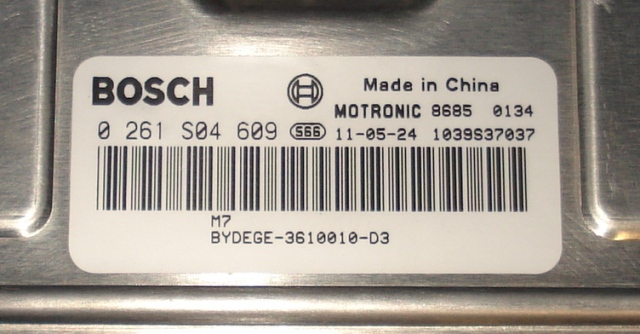 BOSCH
Made in China
MOTRONIC 8685 0134
0 261 S04 609 S66 11-05-24 1039S37037
M7
BYDEGE-3610010-D3